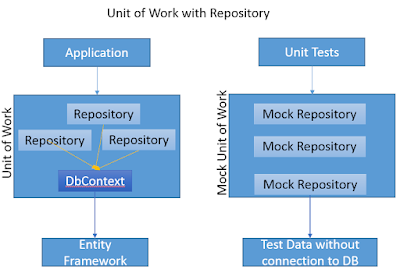 Unit of Work with Repository
Application
Unit Tests
Unit of Work
Repository
Repository
Repository
DbContext
Mock Unit of Work
Mock Repository
Mock Repository
Mock Repository
Entity
Framework
Test Data without
connection to DB